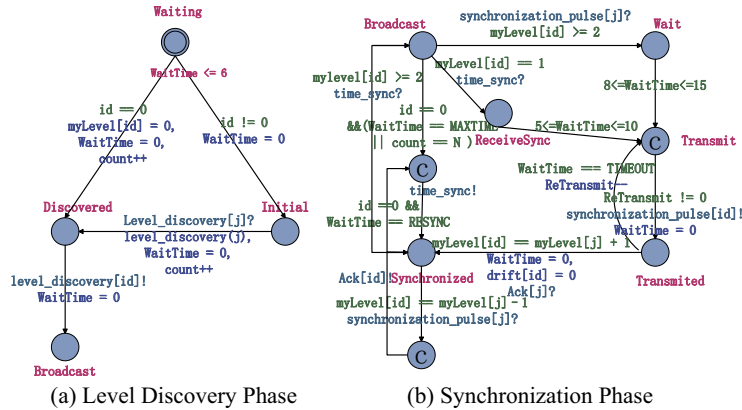 Waiting
WaitTime <= 6
id == 0
myLevel[id] = 0,
WaitTime = 0,
count++
id != 0
WaitTime = 0
Discovered
Initial
Level_discovery[j]?
level_discovery(j),
WaitTime = 0,
count++
level_discovery[id]!
WaitTime = 0
Broadcast
(a) Level Discovery Phase
Broadcast
synchronization_pulse[j]?
myLevel[id] >= 2
Wait
myLevel[id] == 1
time_sync?
mylevel[id] >= 2
time_sync?
8<=WaitTime<=15
id == 0
&&(WaitTime == MAXTIME
|| count == N )
ReceiveSync
5<=WaitTime<=10
C
Transmit
C
time_sync!
WaitTime == TIMEOUT
ReTransmit--
ReTransmit != 0
synchronization_pulse[id]!
WaitTime = 0
id == 0 &&
WaitTime == RESYNC
myLevel[id] == myLevel[j] + 1
WaitTime = 0,
drift[id] = 0
Ack[j]?
Transmited
Ack[id]!
Synchronized
myLevel[id] == myLevel[j] - 1
synchronization_pulse[j]?
C
(b) Synchronization Phase